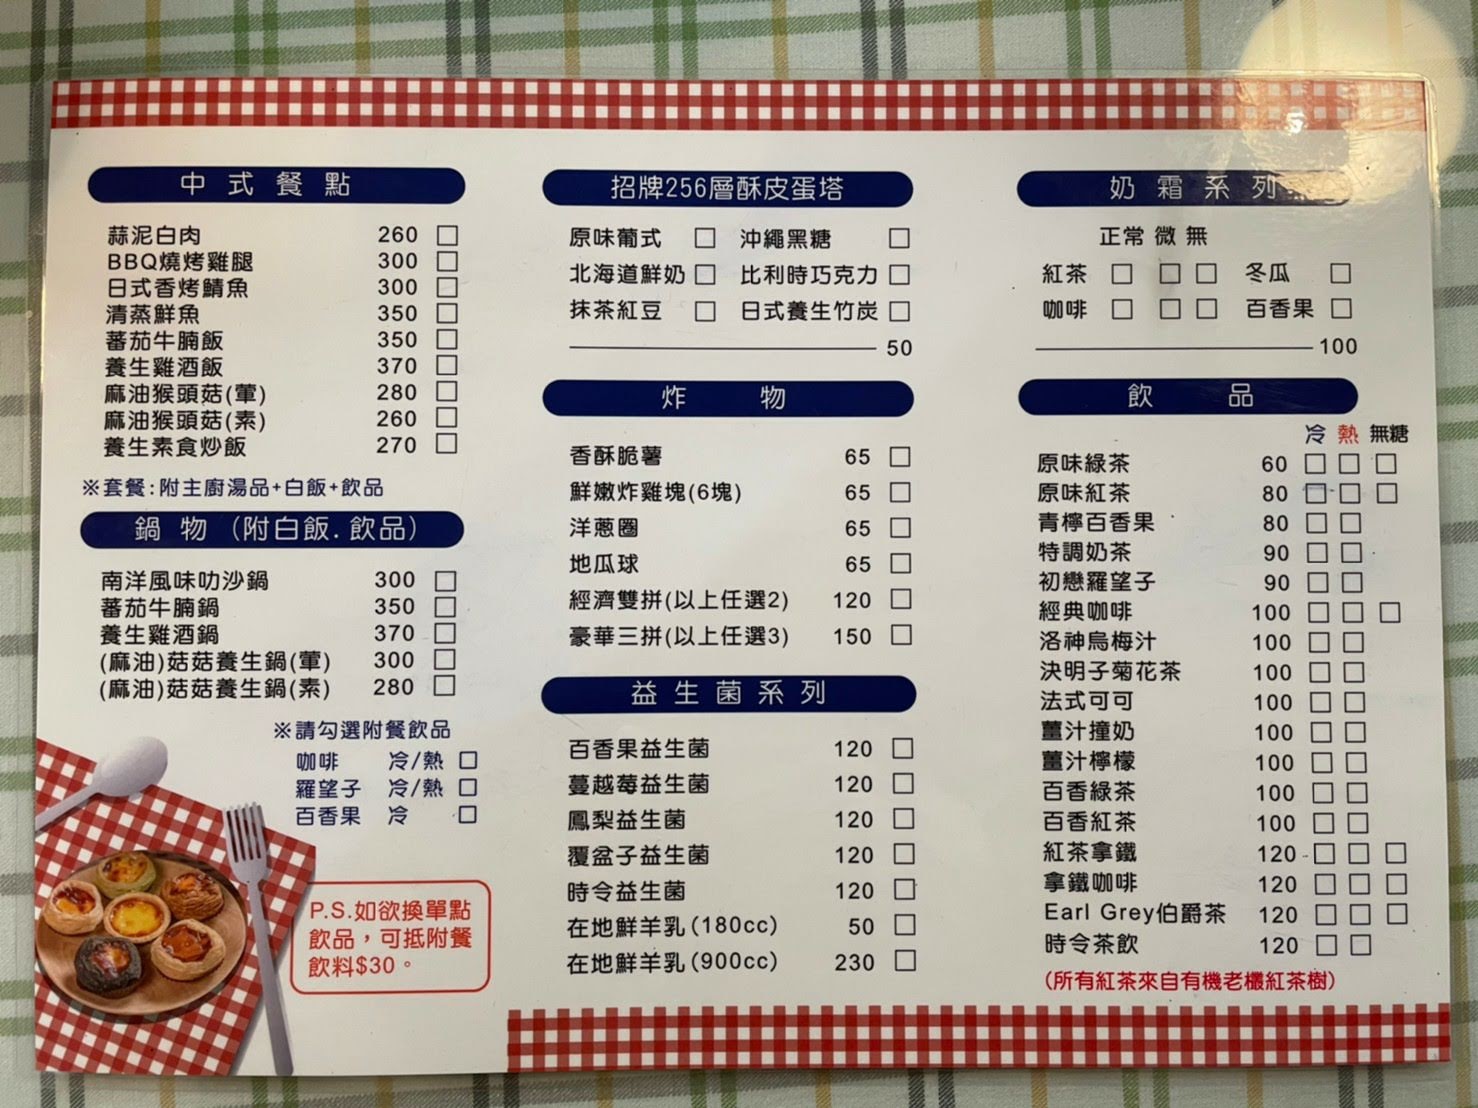 中式餐點
蒜泥白肉 260 □
BBQ燒烤雞腿 300 □
日式香烤鯖魚 300 □
清蒸鮮魚 350 □
蕃茄牛腩飯 350 □
養生雞酒飯 370 □
麻油猴頭菇(葷) 280 □
麻油猴頭菇(素) 260 □
養生素食炒飯 270 □
※套餐:附主廚湯品+白飯+飲品
鍋物(附白飯.飲品)
南洋風味叻沙鍋 300 □
蕃茄牛腩鍋 350 □
養生雞酒鍋 370 □
(麻油)菇菇養生鍋(葷) 300 □
(麻油)菇菇養生鍋(素) 280 □
※請勾選附餐飲品
咖啡 冷/熱 □
羅望子 冷/熱 □
百香果 冷 □
P.S.如欲換單點
飲品，可抵附餐
飲料$30。
招牌256層酥皮蛋塔
原味葡式 □ 沖繩黑糖 □
北海道鮮奶 □ 比利時巧克力 □
抹茶紅豆 □ 日式養生竹炭 □
50
炸物
香酥脆薯 65 □
鮮嫩炸雞塊(6塊) 65 □
洋蔥圈 65 □
地瓜球 65 □
經濟雙拼(以上任選2) 120 □
豪華三拼(以上任選3) 150 □
益生菌系列
百香果益生菌 120 □
蔓越莓益生菌 120 □
鳳梨益生菌 120 □
覆盆子益生菌 120 □
時令益生菌 120 □
在地鮮羊乳(180cc) 50 □
在地鮮羊乳(900cc) 230 □
奶霜系列
正常 微 無
紅茶 □ □ □ 冬瓜 □
咖啡 □ □ □ 百香果 □
100
飲品
冷 熱 無糖
原味綠茶 60 □ □ □
原味紅茶 80 □ □ □
青檸百香果 80 □ □
特調奶茶 90 □ □
初戀羅望子 90 □ □
經典咖啡 100 □ □ □
洛神烏梅汁 100 □ □
決明子菊花茶 100 □ □
法式可可 100 □ □
薑汁撞奶 100 □ □
薑汁檸檬 100 □ □
百香綠茶 100 □ □
百香紅茶 100 □ □
紅茶拿鐵 120 □ □ □
拿鐵咖啡 120 □ □ □
Earl Grey伯爵茶 120 □ □ □
時令茶飲 120 □ □
(所有紅茶來自有機老欉紅茶樹)